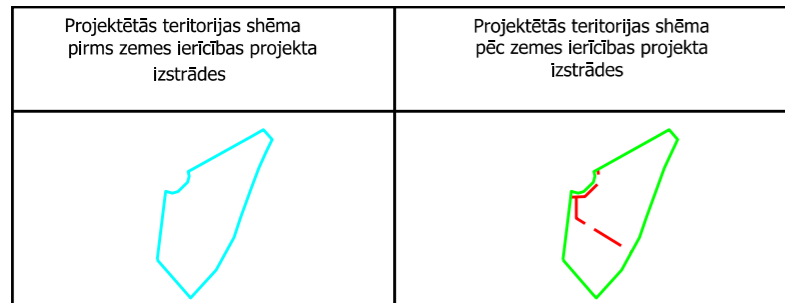 Projektētās teritorijas shēma
pirms zemes ierīcības projekta
izstrādes
Projektētās teritorijas shēma
pēc zemes ierīcības projekta
izstrādes